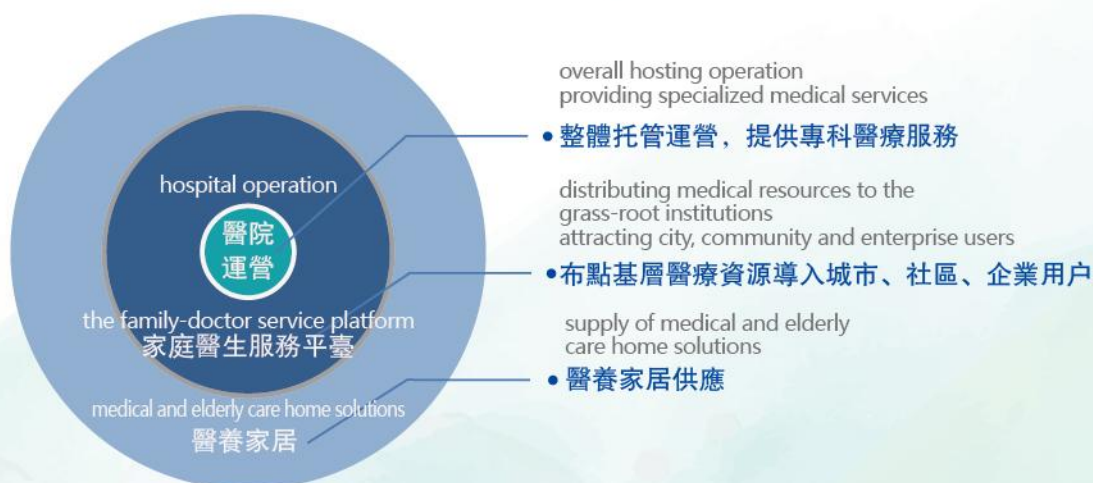 hospital operation
醫院
運營
the family-doctor service platform
家庭醫生服務平臺
medical and elderly care home solutions
醫養家居
overall hosting operation
providing specialized medical services
•整體托管運營，提供專科醫療服務
distributing medical resources to the
grass-root institutions
attracting city, community and enterprise users
•布點基層醫療資源導入城市、社區、企業用户
supply of medical and elderly
care home solutions
•醫養家居供應